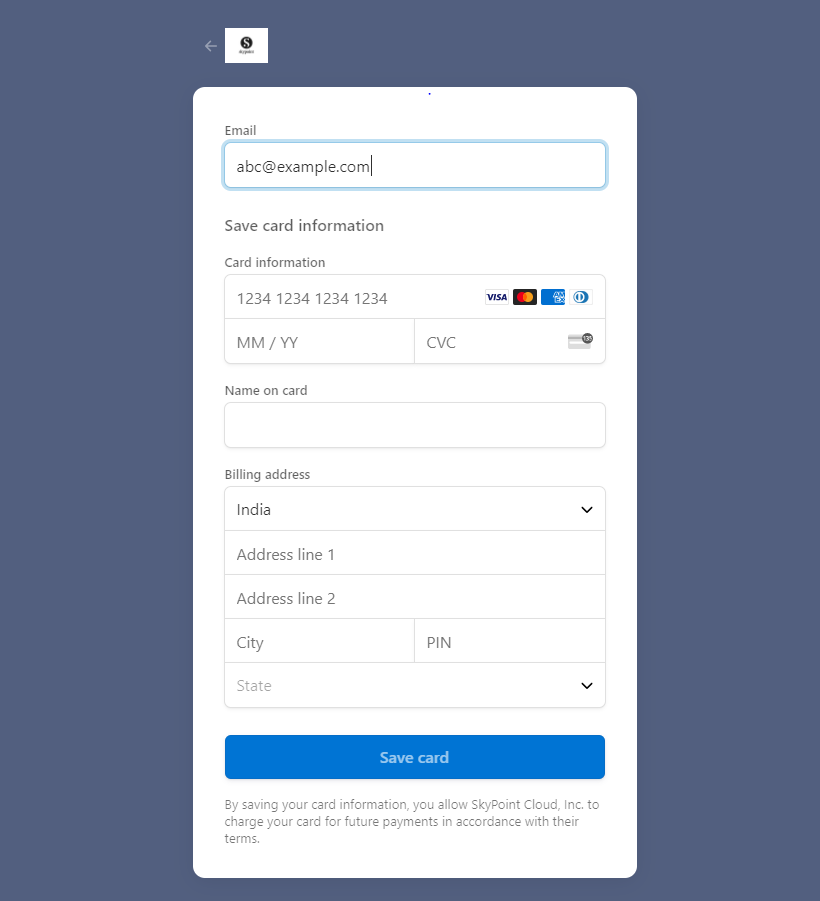 S
skypoint
Email
abc@example.com
Save card information
Card information
1234 1234 1234 1234
VISA
AM
EX
MM / YY
CVC
135
Name on card
Billing address
India
Address line 1
Address line 2
City
PIN
State
Save card
By saving your card information, you allow SkyPoint Cloud, Inc. to
charge your card for future payments in accordance with their
terms.